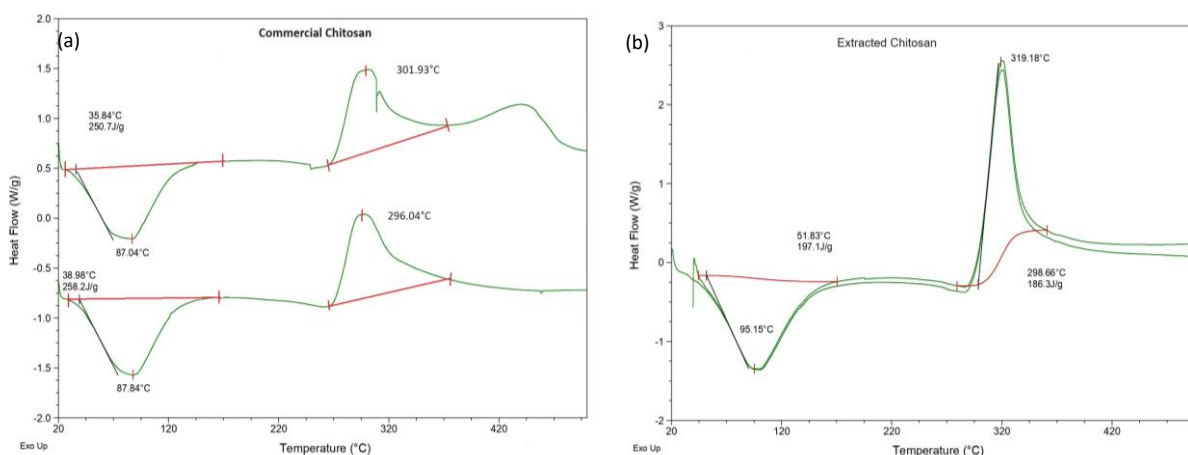 (a)
Commercial Chitosan
2.0
1.5
1.0
0.5
0.0
-0.5
-1.0
-1.5
-2.0
Heat Flow (W/g)
301.93°C
35.84°C
250.7J/g
87.04°C
296.04°C
38.98°C
258.2J/g
87.84°C
20
120
220
320
420
Exo Up
Temperature (°C)
(b)
Extracted Chitosan
3
2
1
0
-1
-2
Heat Flow (W/g)
319.18°C
51.83°C
197.1J/g
298.66°C
186.3J/g
95.15°C
20
120
220
320
420
Exo Up
Temperature (°C)